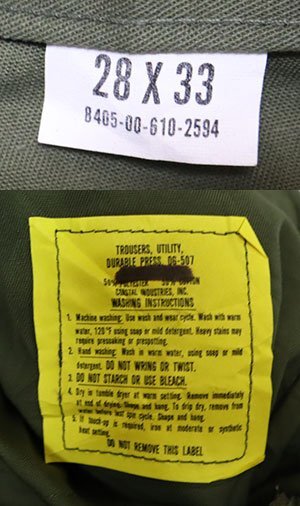 28 X 33
8405-00-610-2594
TROUSERS, UTILITY,
DURABLE PRESS, OG-507
50% POLYESTER 50% COTTON
COASTAL INDUSTRIES, INC.
WASHING INSTRUCTIONS
1. Machine washing. Use wash and wear cycle. Wash with warm
water, 120°F using soap or mild detergent. Heavy stains may
require presoaking or prespotting.
2. Hand washing. Wash in warm water, using soap or mild
detergent. DO NOT WRING OR TWIST.
3. DO NOT STARCH OR USE BLEACH.
4. Dry in tumble dryer at warm setting. Remove immediately
at end of drying. Shape and hang. To drip dry, remove from
water before last spin cycle. Shape and hang.
5. If touch-up is required, iron at moderate or synthetic
heat setting.
DO NOT REMOVE THIS LABEL